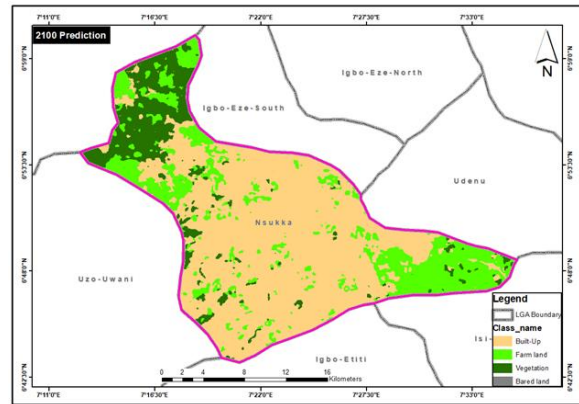 7°11'0"E 7°16'30"E 7°22'0"E 7°27'30"E 7°33'0"E
2100 Prediction
N
Igbo-Eze-North
Igbo-Eze-South
Udenu
Nsukka
Uzo-Uwani
Legend
LGA Boundary
Class_name
Built-Up
Farm land
Vegetation
Bared land
Isi
Igbo-Etiti
0 2 4 8 12 16
Kilometers
7°11'0"E 7°16'30"E 7°22'0"E 7°27'30"E 7°33'0"E